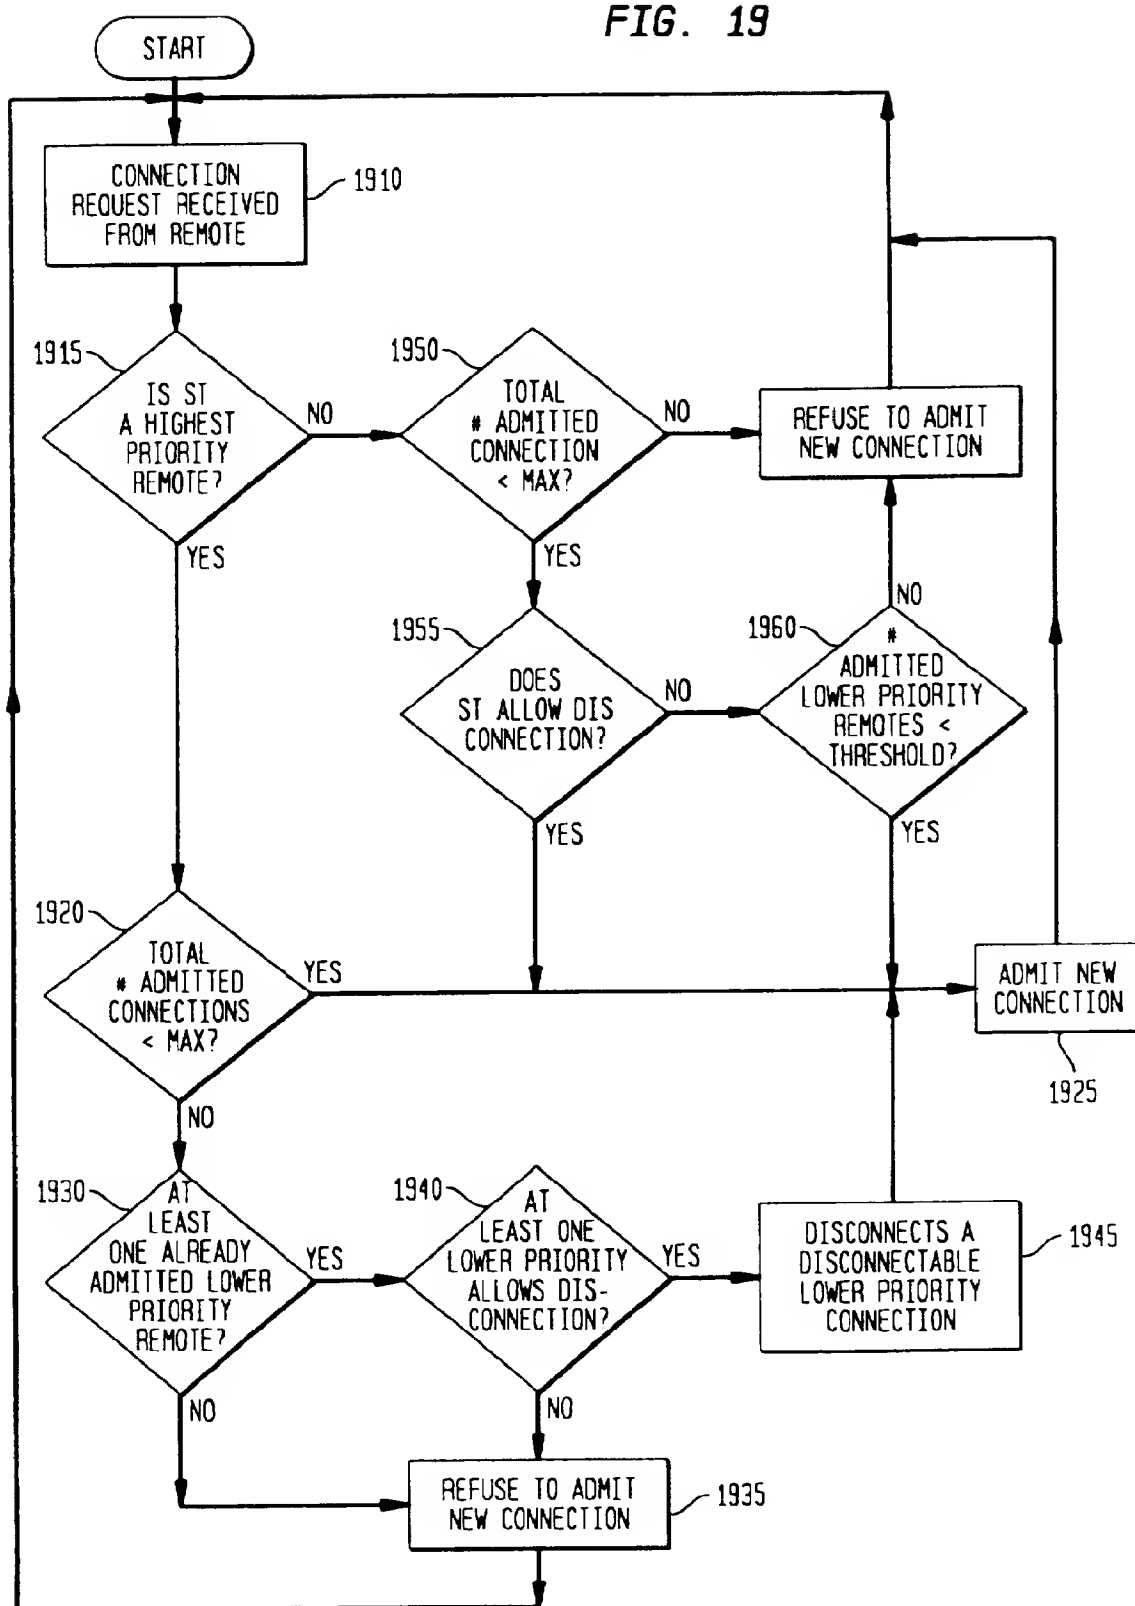 FIG. 19
START
CONNECTION
REQUEST RECEIVED
FROM REMOTE
1910
1915
IS ST
A HIGHEST
PRIORITY
REMOTE?
NO
YES
1950
TOTAL
# ADMITTED
CONNECTION
< MAX?
NO
YES
REFUSE TO ADMIT
NEW CONNECTION
1955
DOES
ST ALLOW DIS
CONNECTION?
NO
YES
1960
NO
#
ADMITTED
LOWER PRIORITY
REMOTES <
THRESHOLD?
YES
1920
TOTAL
# ADMITTED
CONNECTIONS
< MAX?
YES
NO
ADMIT NEW
CONNECTION
1925
1930
AT
LEAST
ONE ALREADY
ADMITTED LOWER
PRIORITY
REMOTE?
YES
NO
1940
AT
LEAST ONE
LOWER PRIORITY
ALLOWS DIS-
CONNECTION?
YES
NO
DISCONNECTS A
DISCONNECTABLE
LOWER PRIORITY
CONNECTION
1945
REFUSE TO ADMIT
NEW CONNECTION
1935